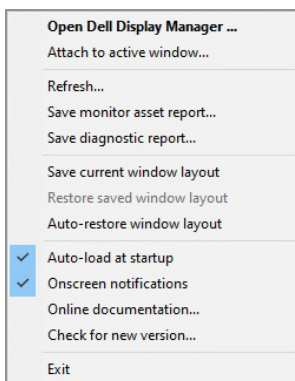 Open Dell Display Manager ...
Attach to active window...
Refresh...
Save monitor asset report...
Save diagnostic report...
Save current window layout
Restore saved window layout
Auto-restore window layout
Auto-load at startup
Onscreen notifications
Online documentation...
Check for new version...
Exit